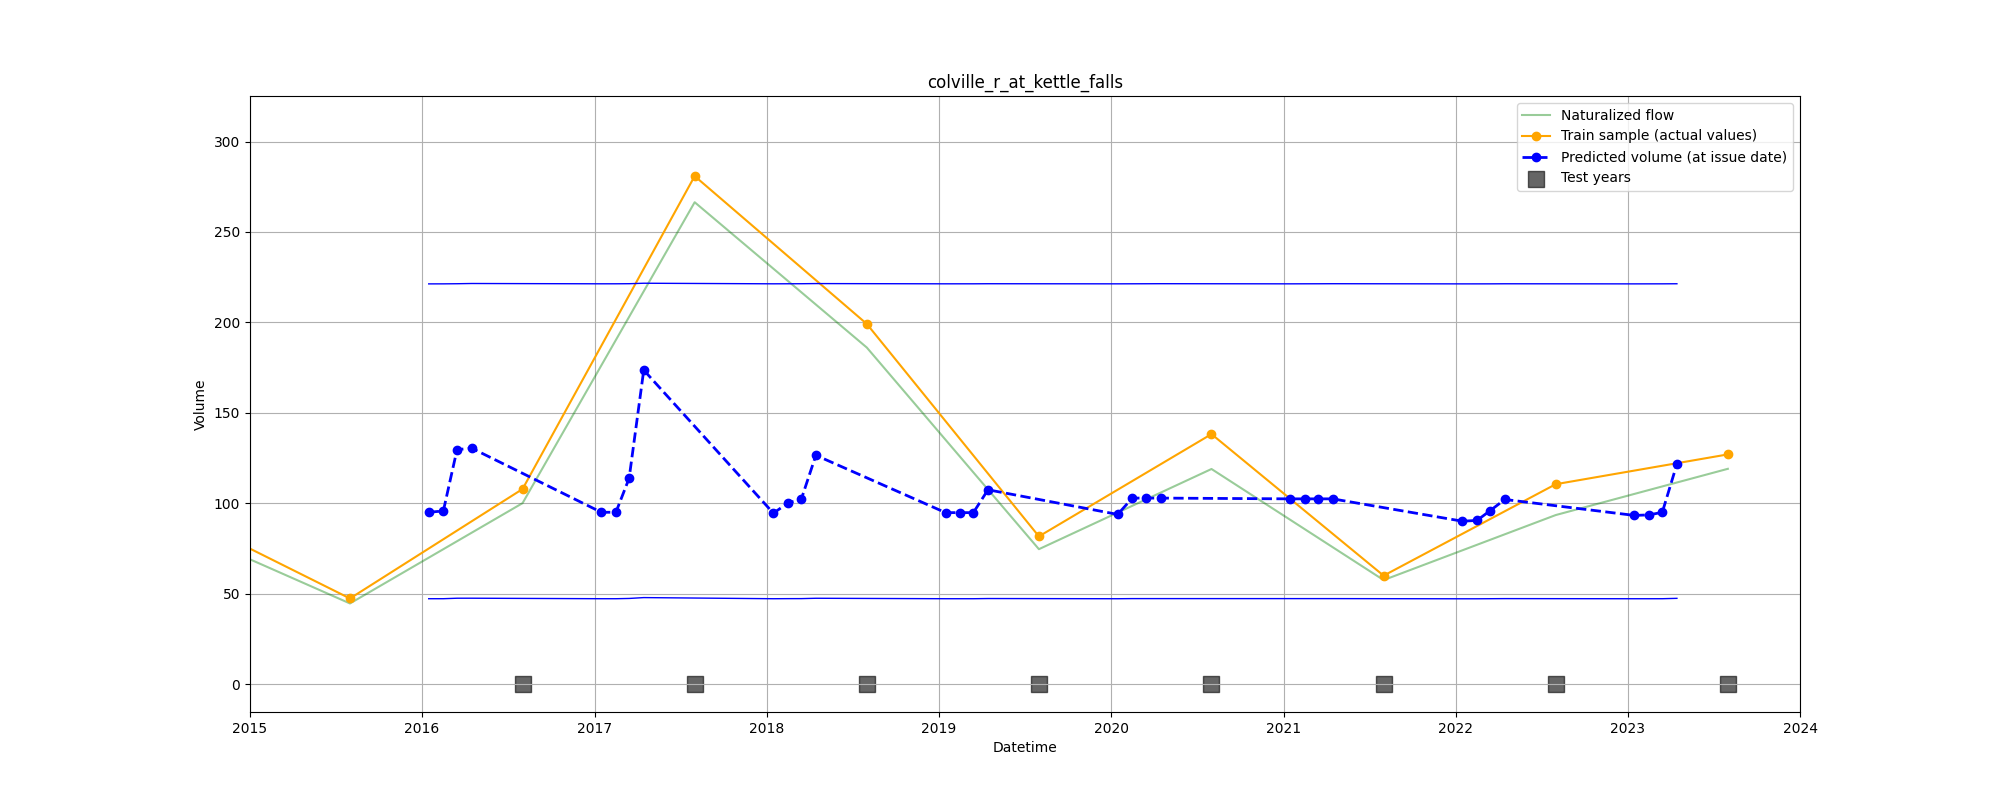 colville_r_at_kettle_falls
Naturalized flow
Train sample (actual values)
Predicted volume (at issue date)
Test years
300
250
200
150
100
50
0
Volume
2015 2016 2017 2018 2019 2020 2021 2022 2023 2024
Datetime